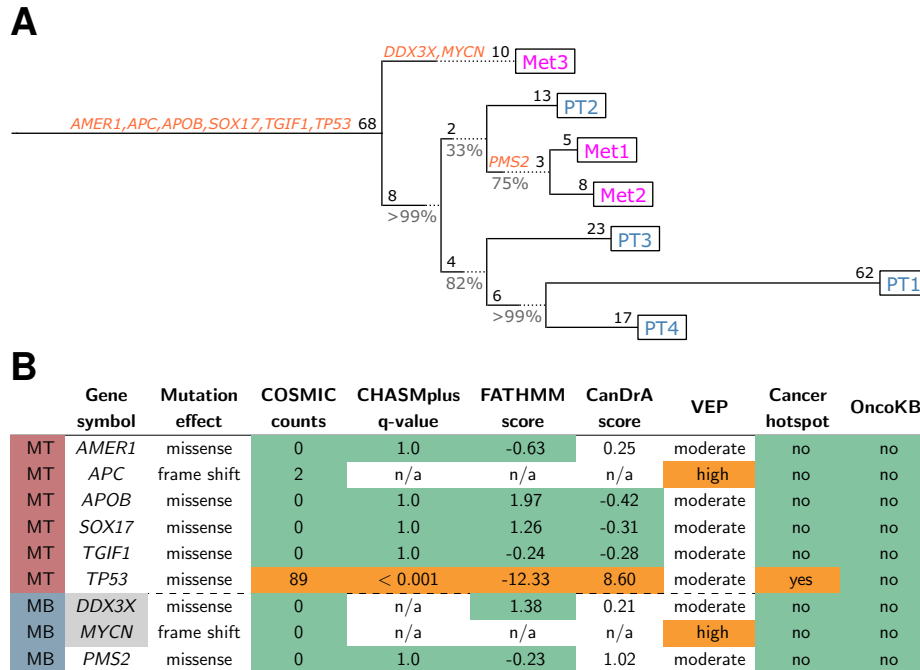 A
DDX3X,MYCN 10 Met3
13 PT2
AMER1,APC,APOB,SOX17,TGIF1,TP53 68
2
33%
5 Met1
PMS2 3
75%
8 Met2
8
>99%
23 PT3
4
82%
62 PT1
6
>99%
17 PT4
B
Gene symbol Mutation effect COSMIC counts CHASMplus q-value FATHMM score CanDrA score VEP Cancer hotspot OncoKB
MT AMER1 missense 0 1.0 -0.63 0.25 moderate no no
MT APC frame shift 2 n/a n/a n/a high no no
MT APOB missense 0 1.0 1.97 -0.42 moderate no no
MT SOX17 missense 0 1.0 1.26 -0.31 moderate no no
MT TGIF1 missense 0 1.0 -0.24 -0.28 moderate no no
MT TP53 missense 89 < 0.001 -12.33 8.60 moderate yes no
MB DDX3X missense 0 n/a 1.38 0.21 moderate no no
MB MYCN frame shift 0 n/a n/a n/a high no no
MB PMS2 missense 0 1.0 -0.23 1.02 moderate no no